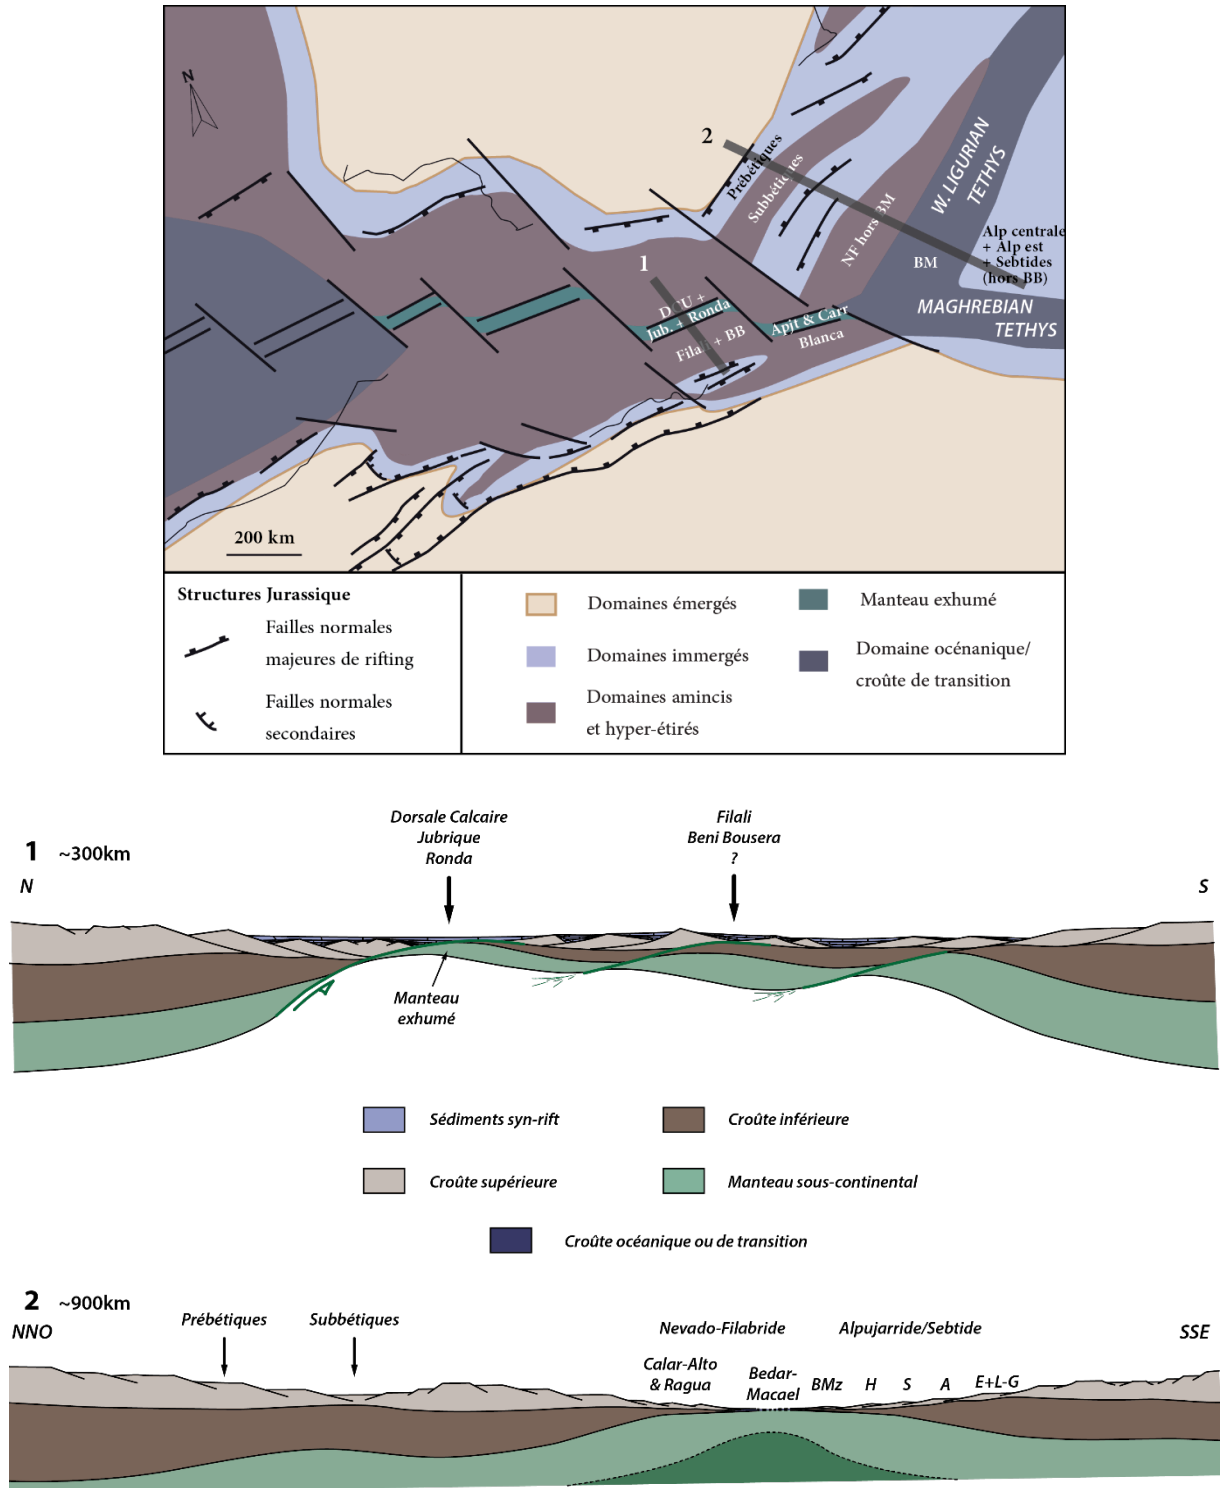 N
2
Prébétiques
Subbétiques
NF hors BM
W. LIGURIAN
TETHYS
BM
Alp centrale
+ Alp est
+ Sebtides
(hors BB)
MAGHREBIAN
TETHYS
1
DCU +
Jub. + Ronda
Filali + BB
Apjt & Carr
Blanca
200 km
Structures Jurassique
Failles normales
majeures de rifting
Failles normales
secondaires
Domaines émergés
Domaines immergés
Domaines amincis
et hyper-étirés
Manteau exhumé
Domaine océnanique/
croûte de transition
1 ~300km
N
S
Dorsale Calcaire
Jubrique
Ronda
Filali
Beni Bousera
?
Manteau
exhumé
Sédiments syn-rift
Croûte inférieure
Croûte supérieure
Manteau sous-continental
Croûte océanique ou de transition
2 ~900km
NNO
SSE
Prébétiques
Subbétiques
Nevado-Filabride
Alpujarride/Sebtide
Calar-Alto
& Ragua
Bedar-
Macael
BMz
H
S
A
E+L-G